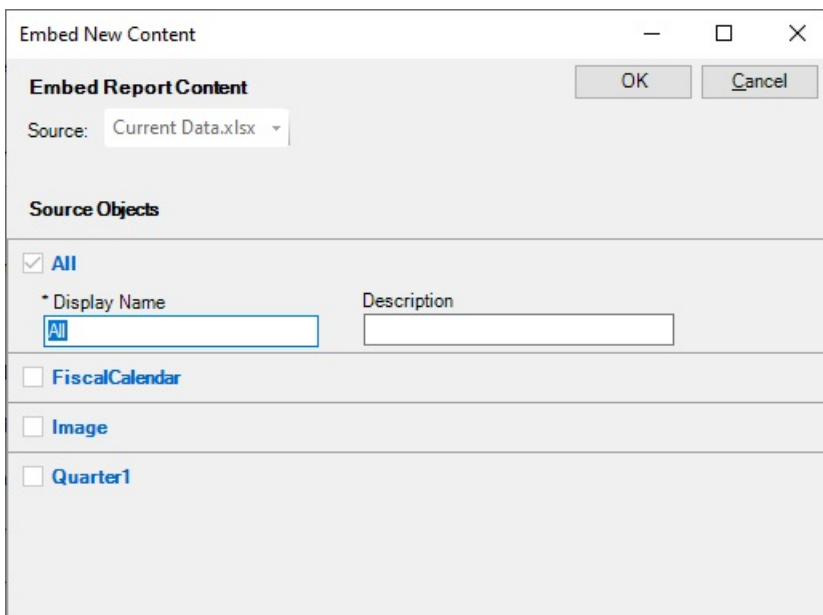 Embed New Content
Embed Report Content
OK
Cancel
Source: Current Data.xlsx
Source Objects
All
* Display Name Description
All
FiscalCalendar
Image
Quarter1